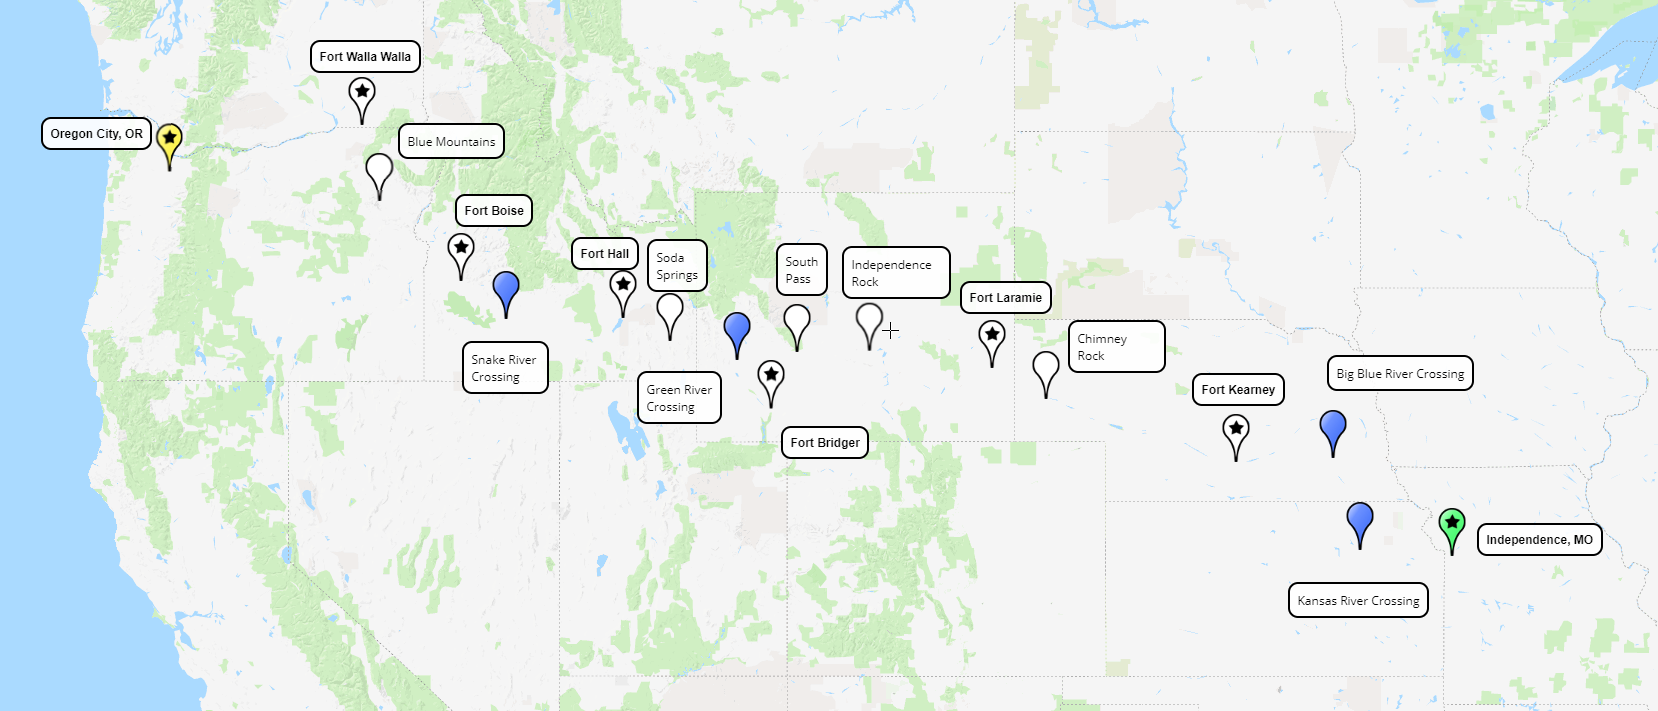 Fort Walla Walla
Oregon City, OR
Blue Mountains
Fort Boise
Fort Hall
Soda
Springs
South
Pass
Independence
Rock
Fort Laramie
Chimney
Rock
Snake River
Crossing
Green River
Crossing
Big Blue River Crossing
Fort Kearney
Fort Bridger
Independence, MO
Kansas River Crossing